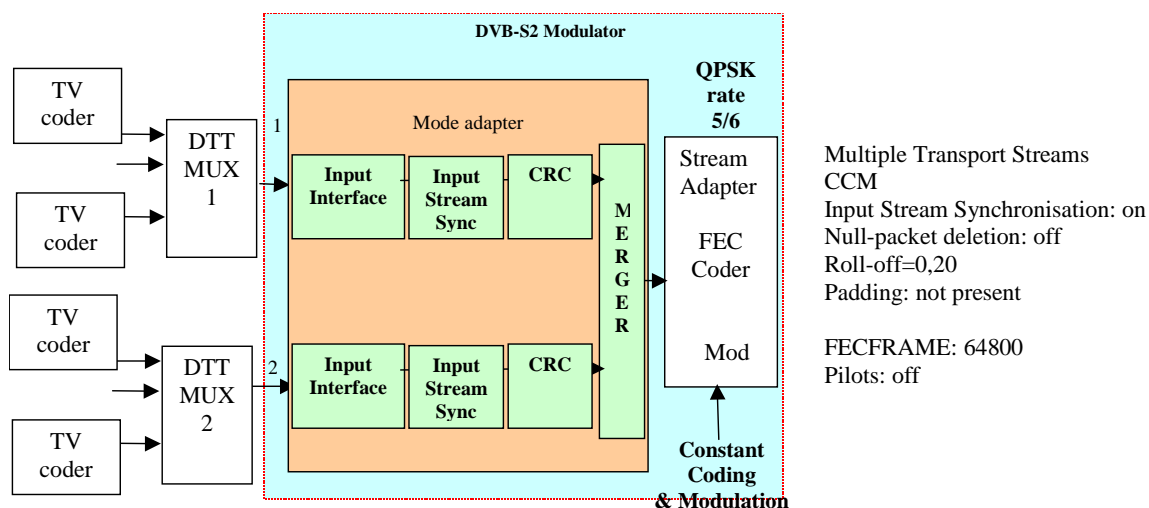 DVB-S2 Modulator
TV
coder
TV
coder
DTT
MUX
1
1
Mode adapter
Input
Interface
Input
Stream
Sync
CRC
M
E
R
G
E
R
QPSK
rate
5/6
Stream
Adapter
FEC
Coder
Mod
TV
coder
TV
coder
DTT
MUX
2
2
Input
Interface
Input
Stream
Sync
CRC
Constant
Coding
& Modulation
Multiple Transport Streams
CCM
Input Stream Synchronisation: on
Null-packet deletion: off
Roll-off=0,20
Padding: not present
FECFRAME: 64800
Pilots: off